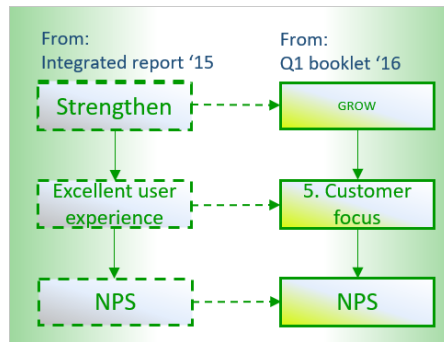 From:
Integrated report ‘15
From:
Q1 booklet ‘16
Strengthen
GROW
Excellent user
experience
5. Customer
focus
NPS
NPS